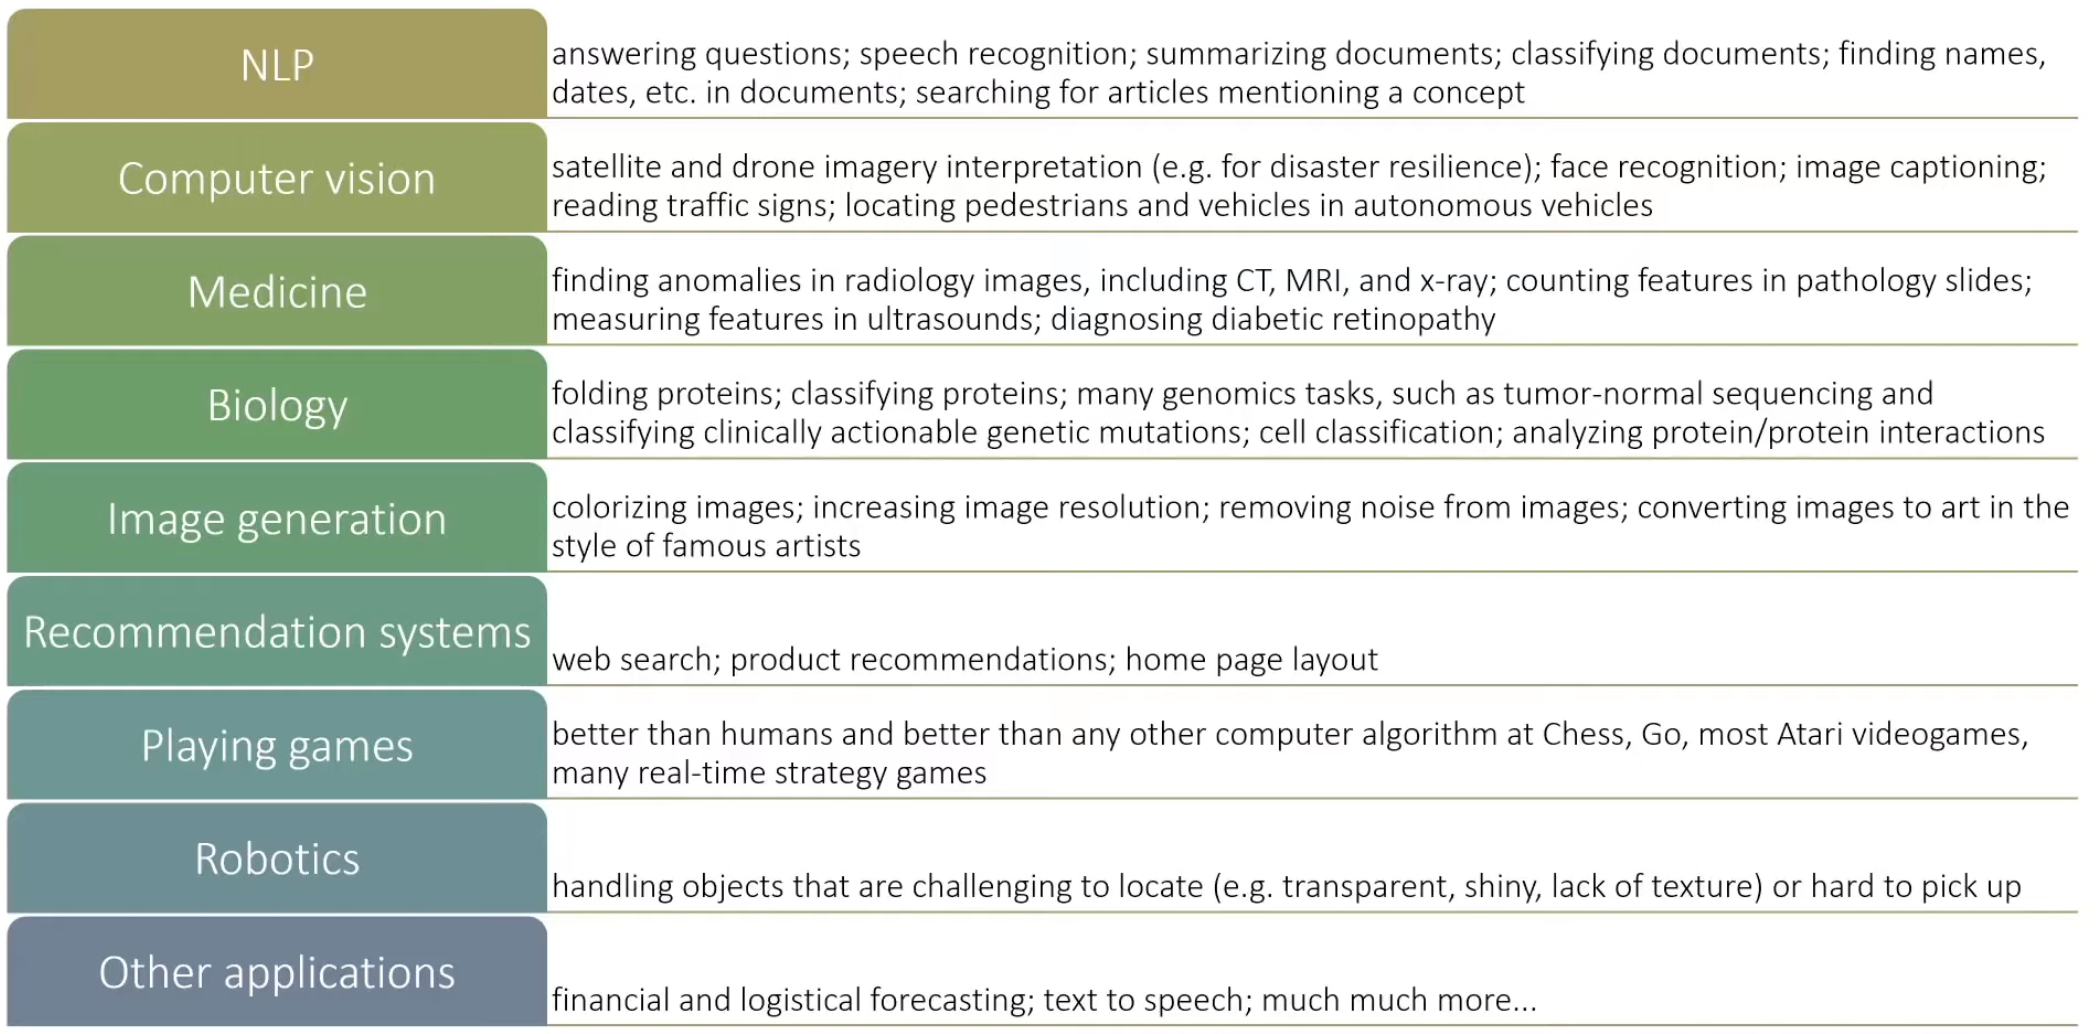 NLP
answering questions; speech recognition; summarizing documents; classifying documents; finding names,
dates, etc. in documents; searching for articles mentioning a concept
Computer vision
satellite and drone imagery interpretation (e.g. for disaster resilience); face recognition; image captioning;
reading traffic signs; locating pedestrians and vehicles in autonomous vehicles
Medicine
finding anomalies in radiology images, including CT, MRI, and x-ray; counting features in pathology slides;
measuring features in ultrasounds; diagnosing diabetic retinopathy
Biology
folding proteins; classifying proteins; many genomics tasks, such as tumor-normal sequencing and
classifying clinically actionable genetic mutations; cell classification; analyzing protein/protein interactions
Image generation
colorizing images; increasing image resolution; removing noise from images; converting images to art in the
style of famous artists
Recommendation systems
web search; product recommendations; home page layout
Playing games
better than humans and better than any other computer algorithm at Chess, Go, most Atari videogames,
many real-time strategy games
Robotics
handling objects that are challenging to locate (e.g. transparent, shiny, lack of texture) or hard to pick up
Other applications
financial and logistical forecasting; text to speech; much much more...